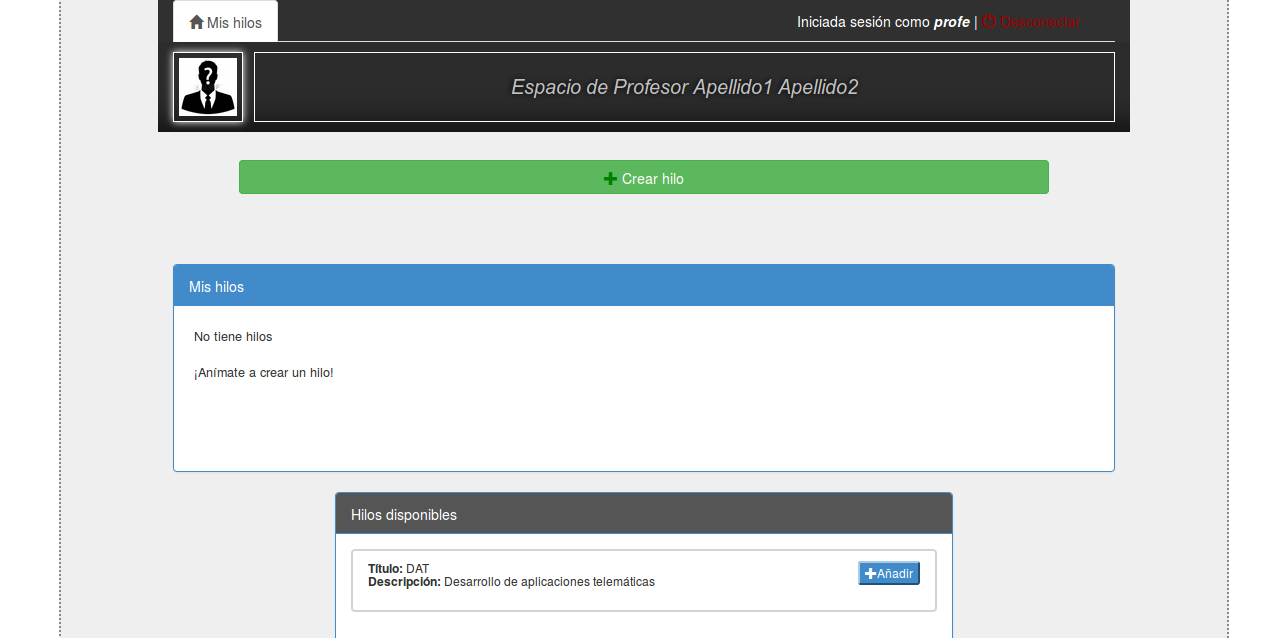 Mis hilos
Iniciada sesión como profe | Desconectar
Espacio de Profesor Apellido1 Apellido2
Crear hilo
Mis hilos
No tiene hilos
¡Anímate a crear un hilo!
Hilos disponibles
Título: DAT
Descripción: Desarrollo de aplicaciones telemáticas
Añadir